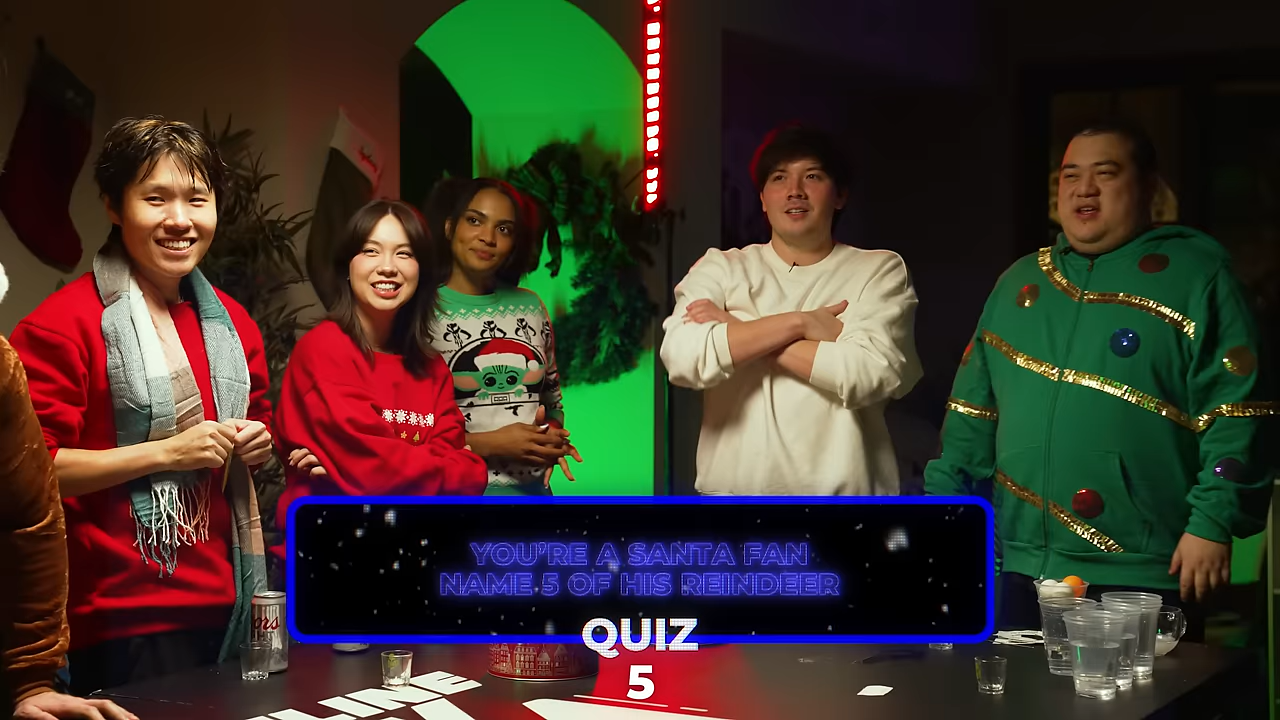 YOU'RE A SANTA FAN
NAME 5 OF HIS REINDEER
QUIZ
5